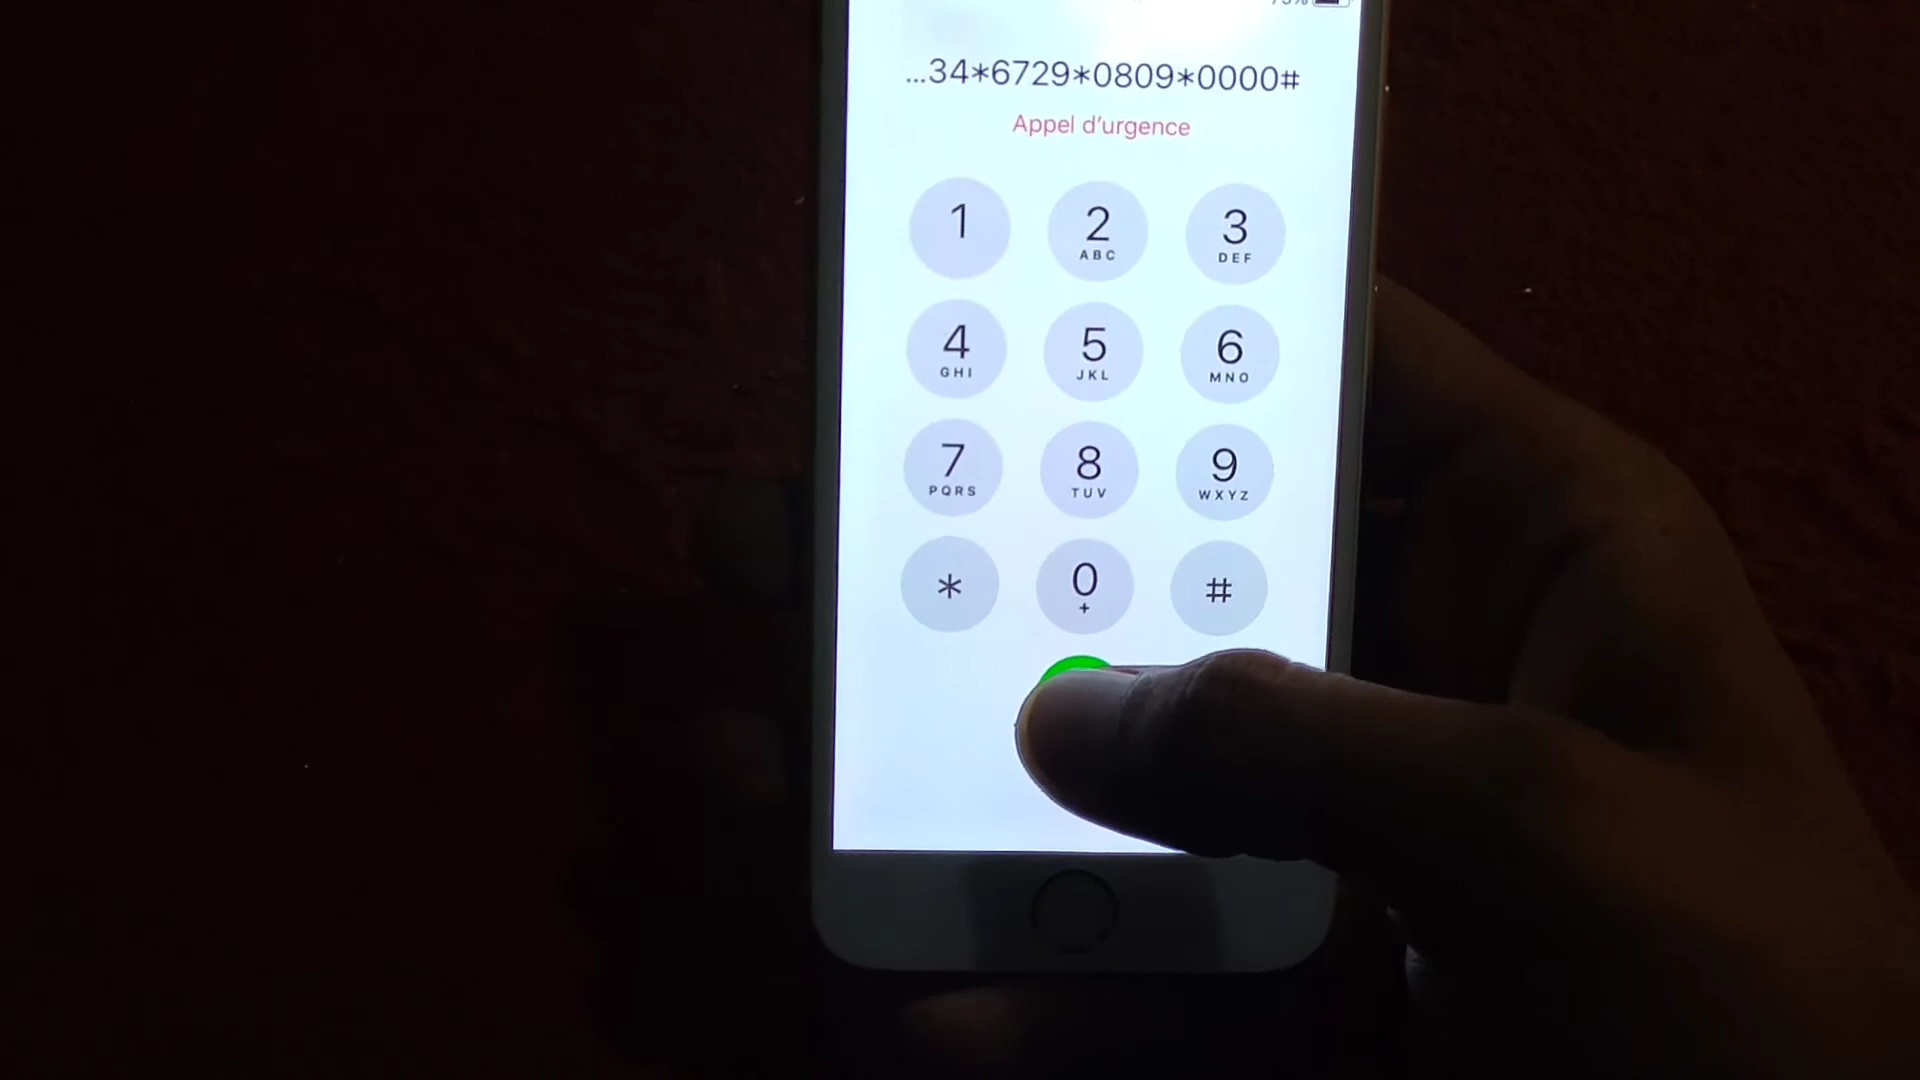 ...34*6729*0809*0000#
Appel d'urgence
1
2
ABC
3
DEF
4
GHI
5
JKL
6
MNO
7
PQRS
8
TUV
9
WXYZ
*
0
+
#